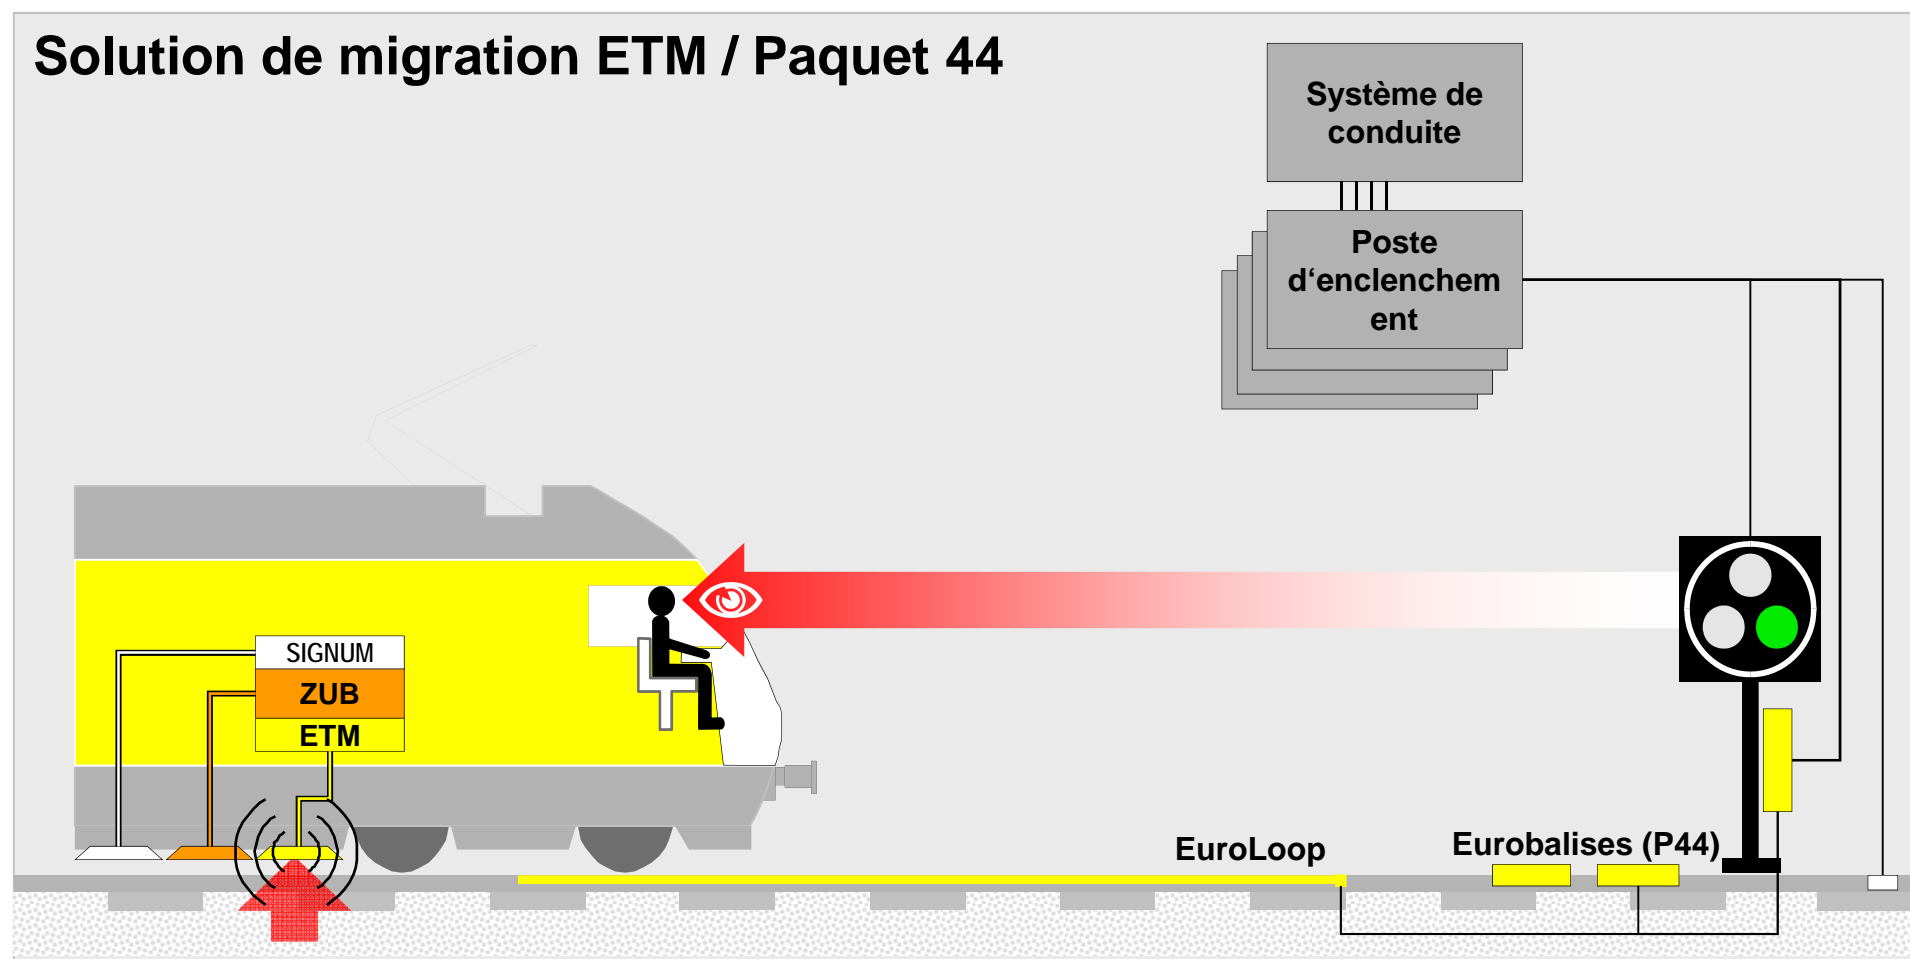 Solution de migration ETM / Paquet 44
Système de
conduite
Poste
d‘enclenchem
ent
SIGNUM
ZUB
ETM
EuroLoop
Eurobalises (P44)